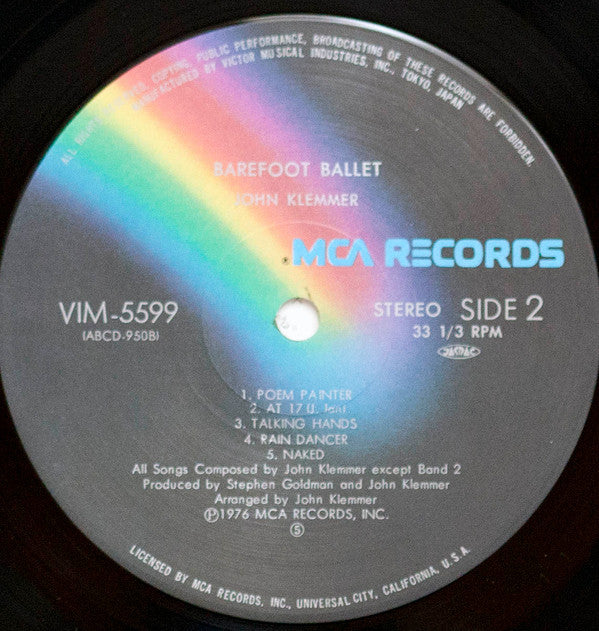 ALL RIGHTS RESERVED. COPYING, PUBLIC PERFORMANCE, BROADCASTING OF THESE RECORDS ARE FORBIDDEN.
MANUFACTURED BY VICTOR MUSICAL INDUSTRIES, INC., TOKYO, JAPAN
BAREFOOT BALLET
JOHN KLEMMER
MCA RECORDS
VIM-5599
(ABCD-950B)
STEREO SIDE 2
33 1/3 RPM
JASRAC
1. POEM PAINTER
2. AT 17 (J. Ian)
3. TALKING HANDS
4. RAIN DANCER
5. NAKED
All Songs Composed by John Klemmer except Band 2
Produced by Stephen Goldman and John Klemmer
Arranged by John Klemmer
Ⓟ1976 MCA RECORDS, INC.
Ⓢ
LICENSED BY MCA RECORDS, INC., UNIVERSAL CITY, CALIFORNIA, U.S.A.